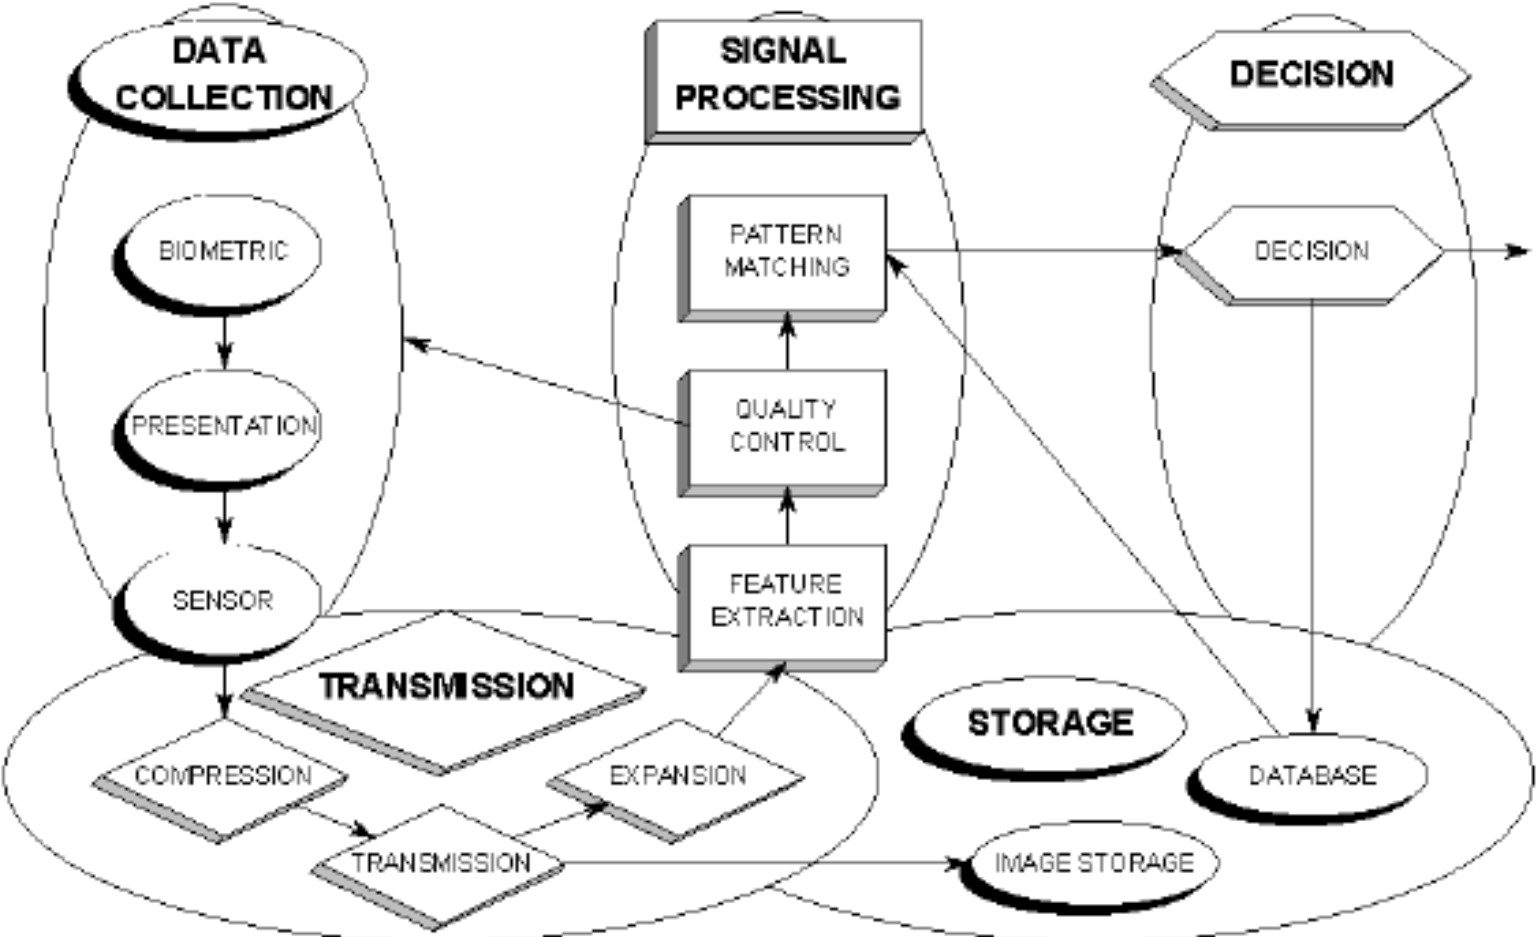 DATA
COLLECTION
BIOMETRIC
PRESENTATION
SENSOR
SIGNAL
PROCESSING
PATTERN
MATCHING
QUALITY
CONTROL
FEATURE
EXTRACTION
DECISION
DECISION
TRANSMISSION
COMPRESSION
EXPANSION
TRANSMISSION
STORAGE
DATABASE
IMAGE STORAGE